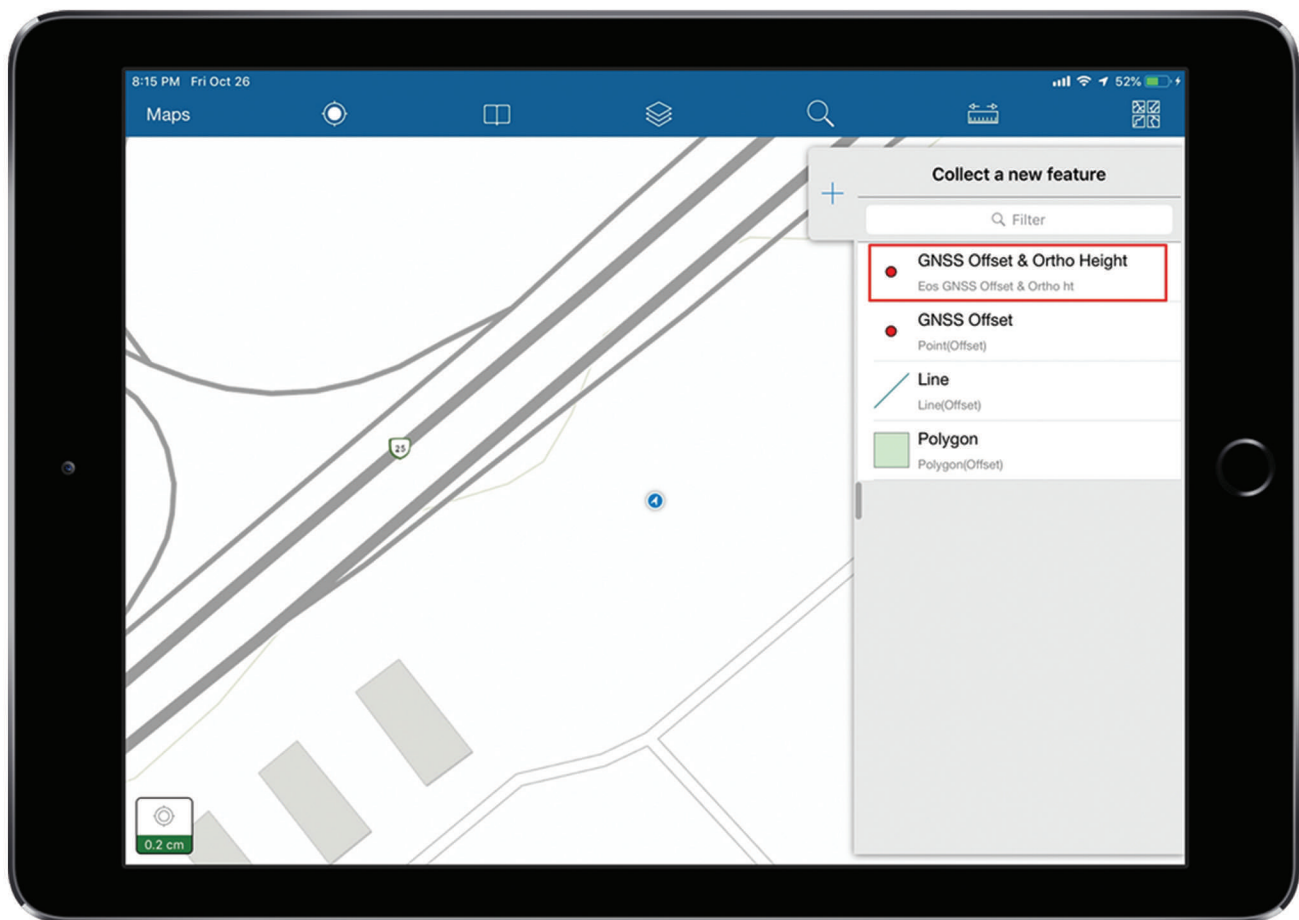 8:15 PM Fri Oct 26
52%
Maps
Collect a new feature
Filter
GNSS Offset & Ortho Height
Eos GNSS Offset & Ortho ht
GNSS Offset
Point(Offset)
Line
Line(Offset)
Polygon
Polygon(Offset)
25
0.2 cm